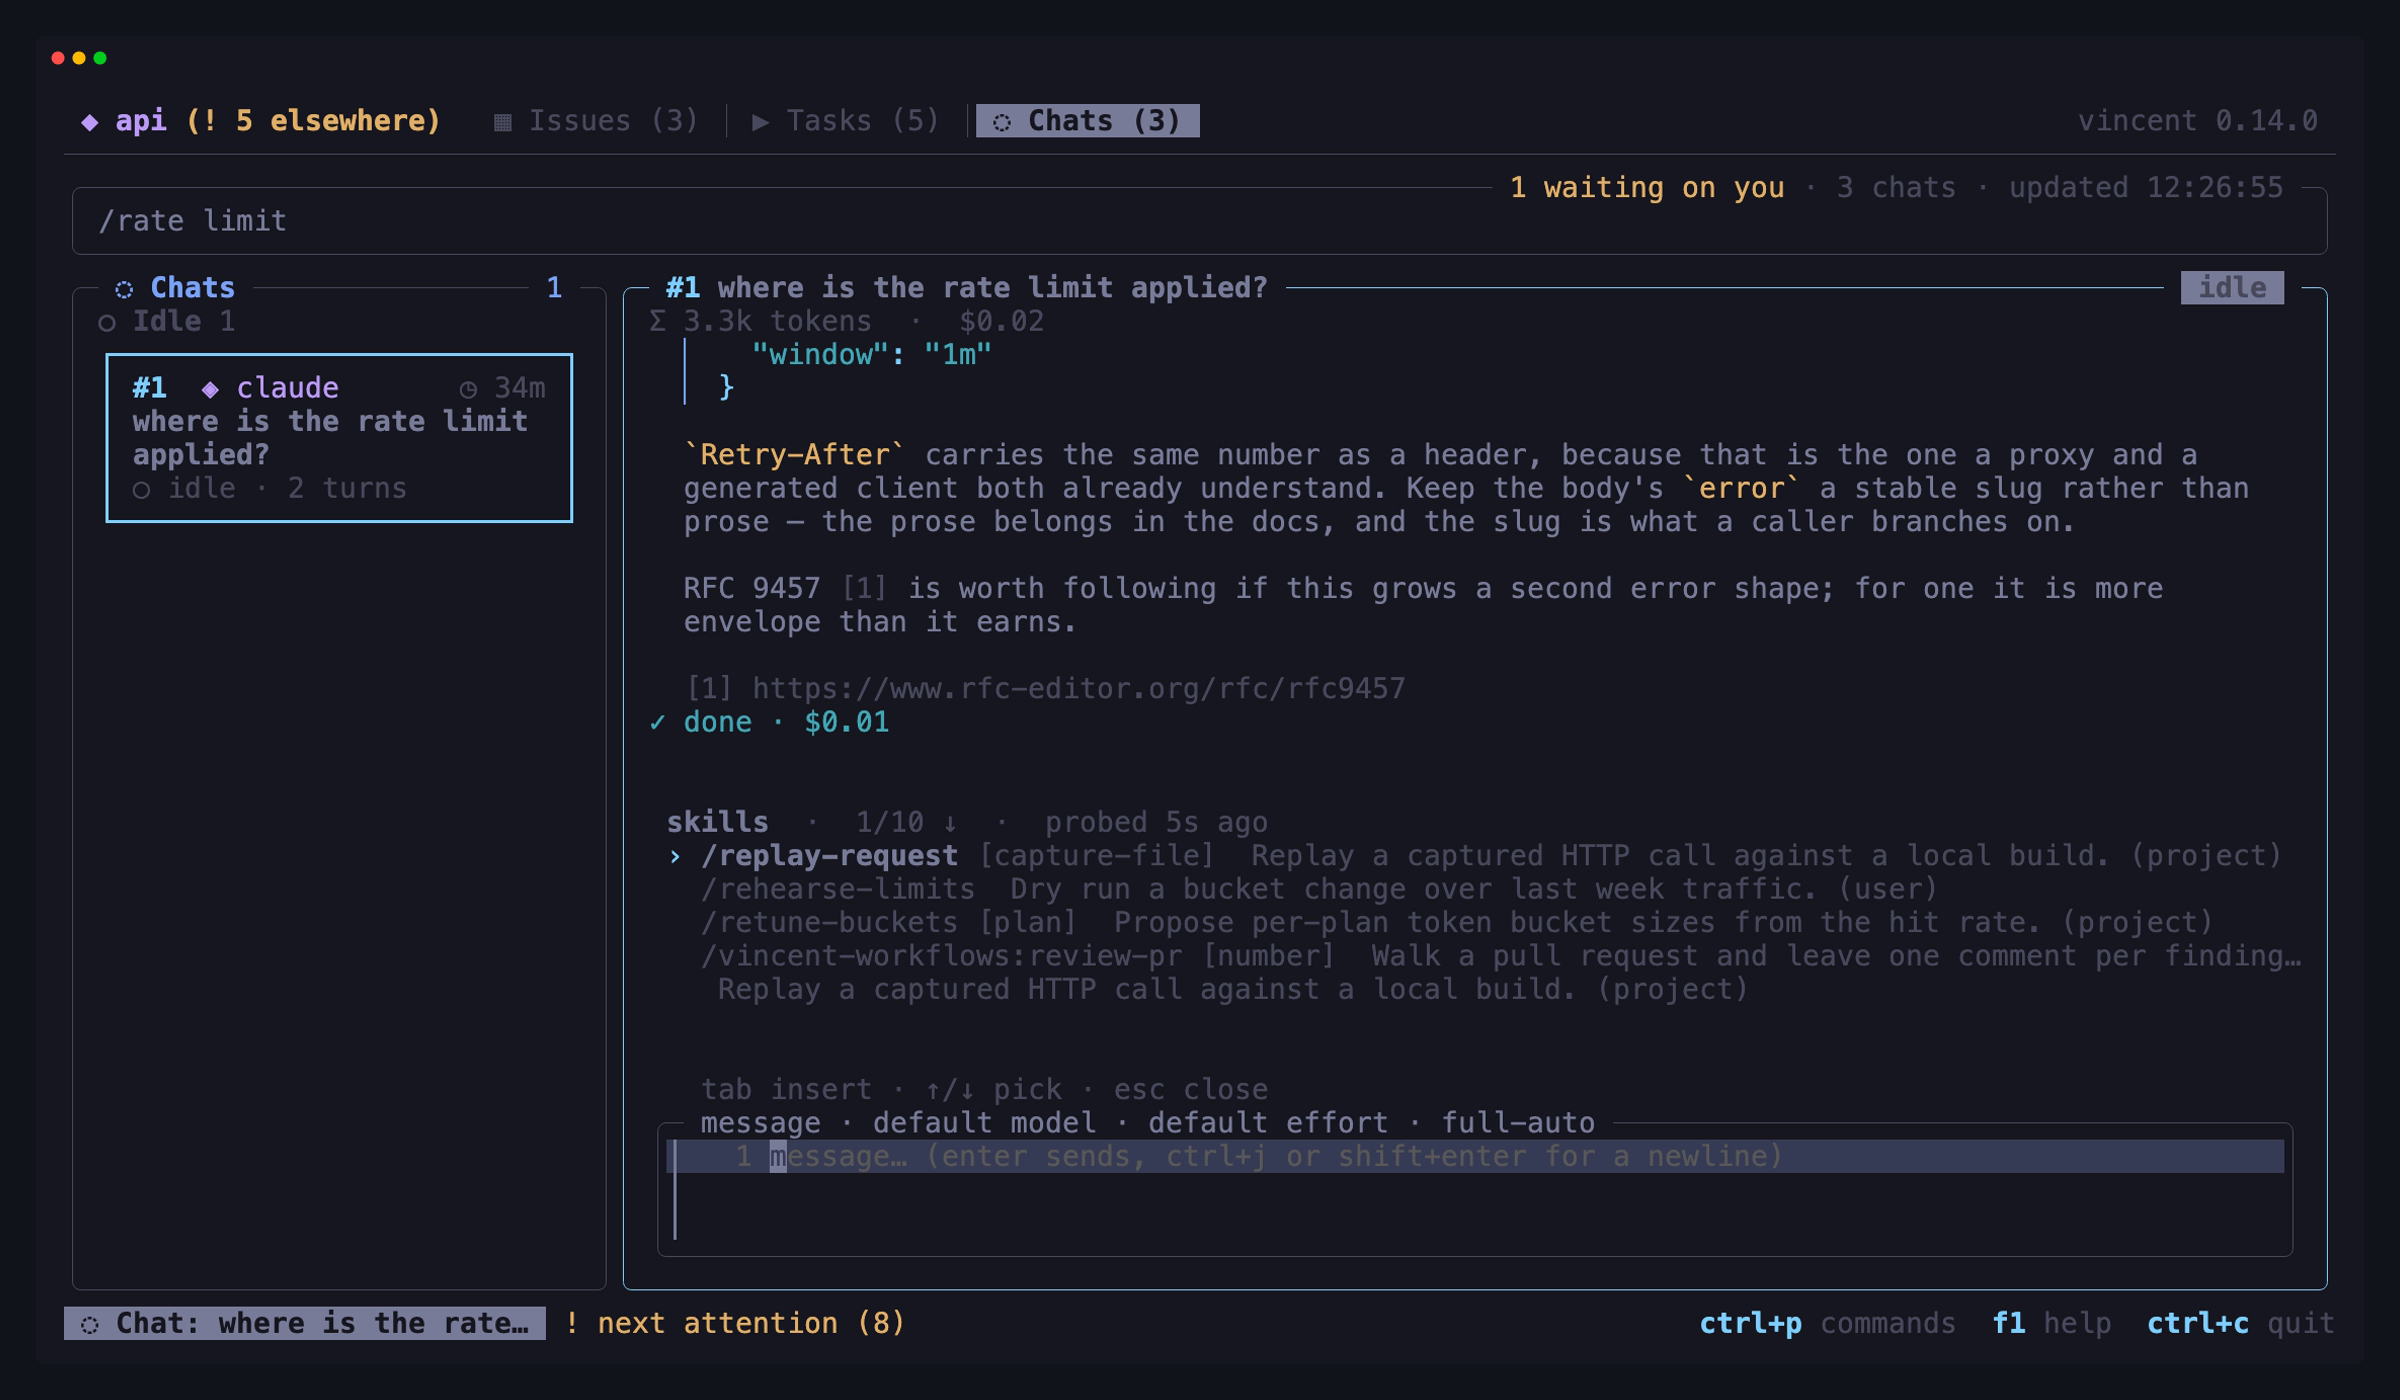 ◆ api (! 5 elsewhere) ▦ Issues (3) ▶ Tasks (5) ◌ Chats (3) vincent 0.14.0
1 waiting on you · 3 chats · updated 12:26:55
/rate limit
◌ Chats 1
○ Idle 1
#1 ◈ claude ◷ 34m
where is the rate limit
applied?
○ idle · 2 turns
#1 where is the rate limit applied? idle
Σ 3.3k tokens · $0.02
"window": "1m"
}
`Retry-After` carries the same number as a header, because that is the one a proxy and a
generated client both already understand. Keep the body's `error` a stable slug rather than
prose — the prose belongs in the docs, and the slug is what a caller branches on.
RFC 9457 [1] is worth following if this grows a second error shape; for one it is more
envelope than it earns.
[1] https://www.rfc-editor.org/rfc/rfc9457
✓ done · $0.01
skills · 1/10 ↓ · probed 5s ago
› /replay-request [capture-file] Replay a captured HTTP call against a local build. (project)
/rehearse-limits Dry run a bucket change over last week traffic. (user)
/retune-buckets [plan] Propose per-plan token bucket sizes from the hit rate. (project)
/vincent-workflows:review-pr [number] Walk a pull request and leave one comment per finding…
Replay a captured HTTP call against a local build. (project)
tab insert · ↑/↓ pick · esc close
message · default model · default effort · full-auto
1 message… (enter sends, ctrl+j or shift+enter for a newline)
◌ Chat: where is the rate… ! next attention (8) ctrl+p commands f1 help ctrl+c quit